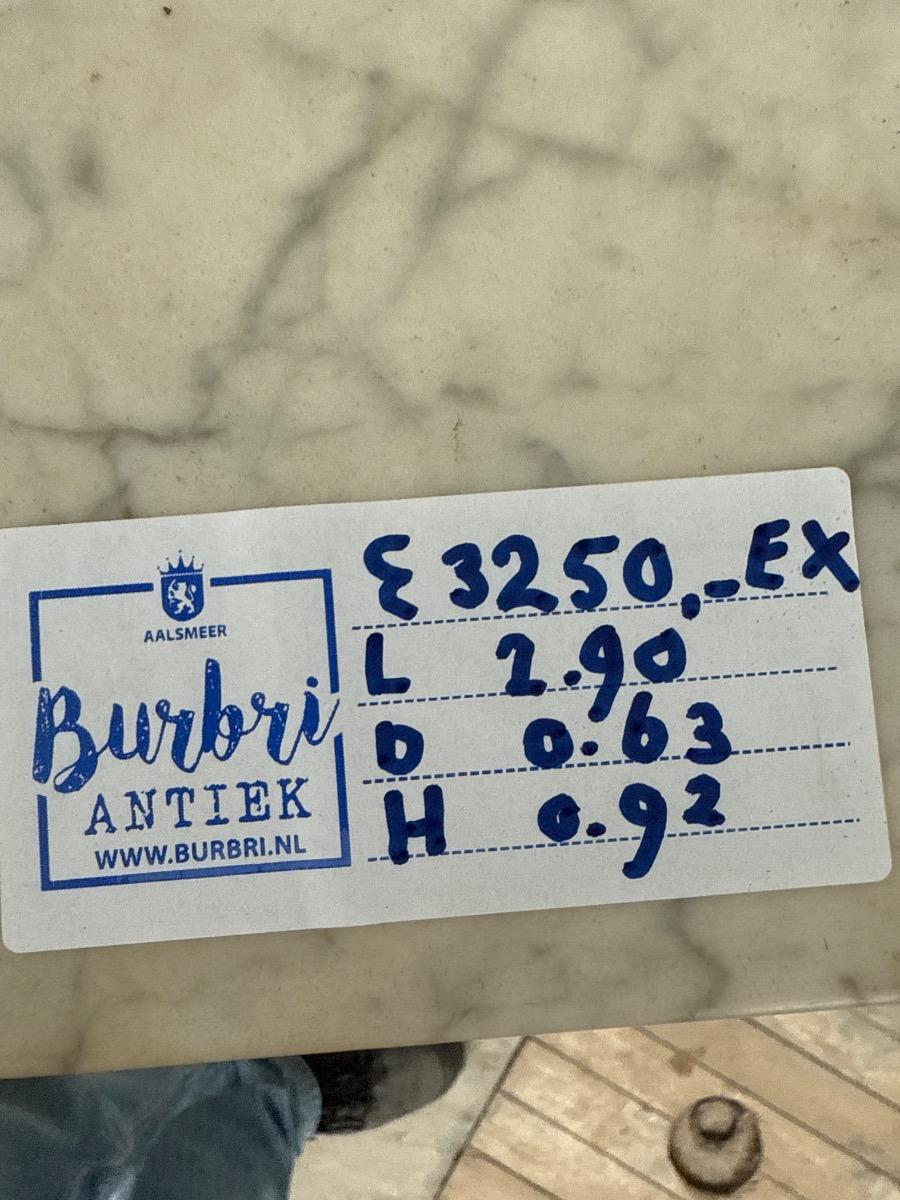 AALSMEER
Burbri
ANTIEK
WWW.BURBRI.NL
€ 3250,- EX
L 2.90
D 0.63
H 0.92